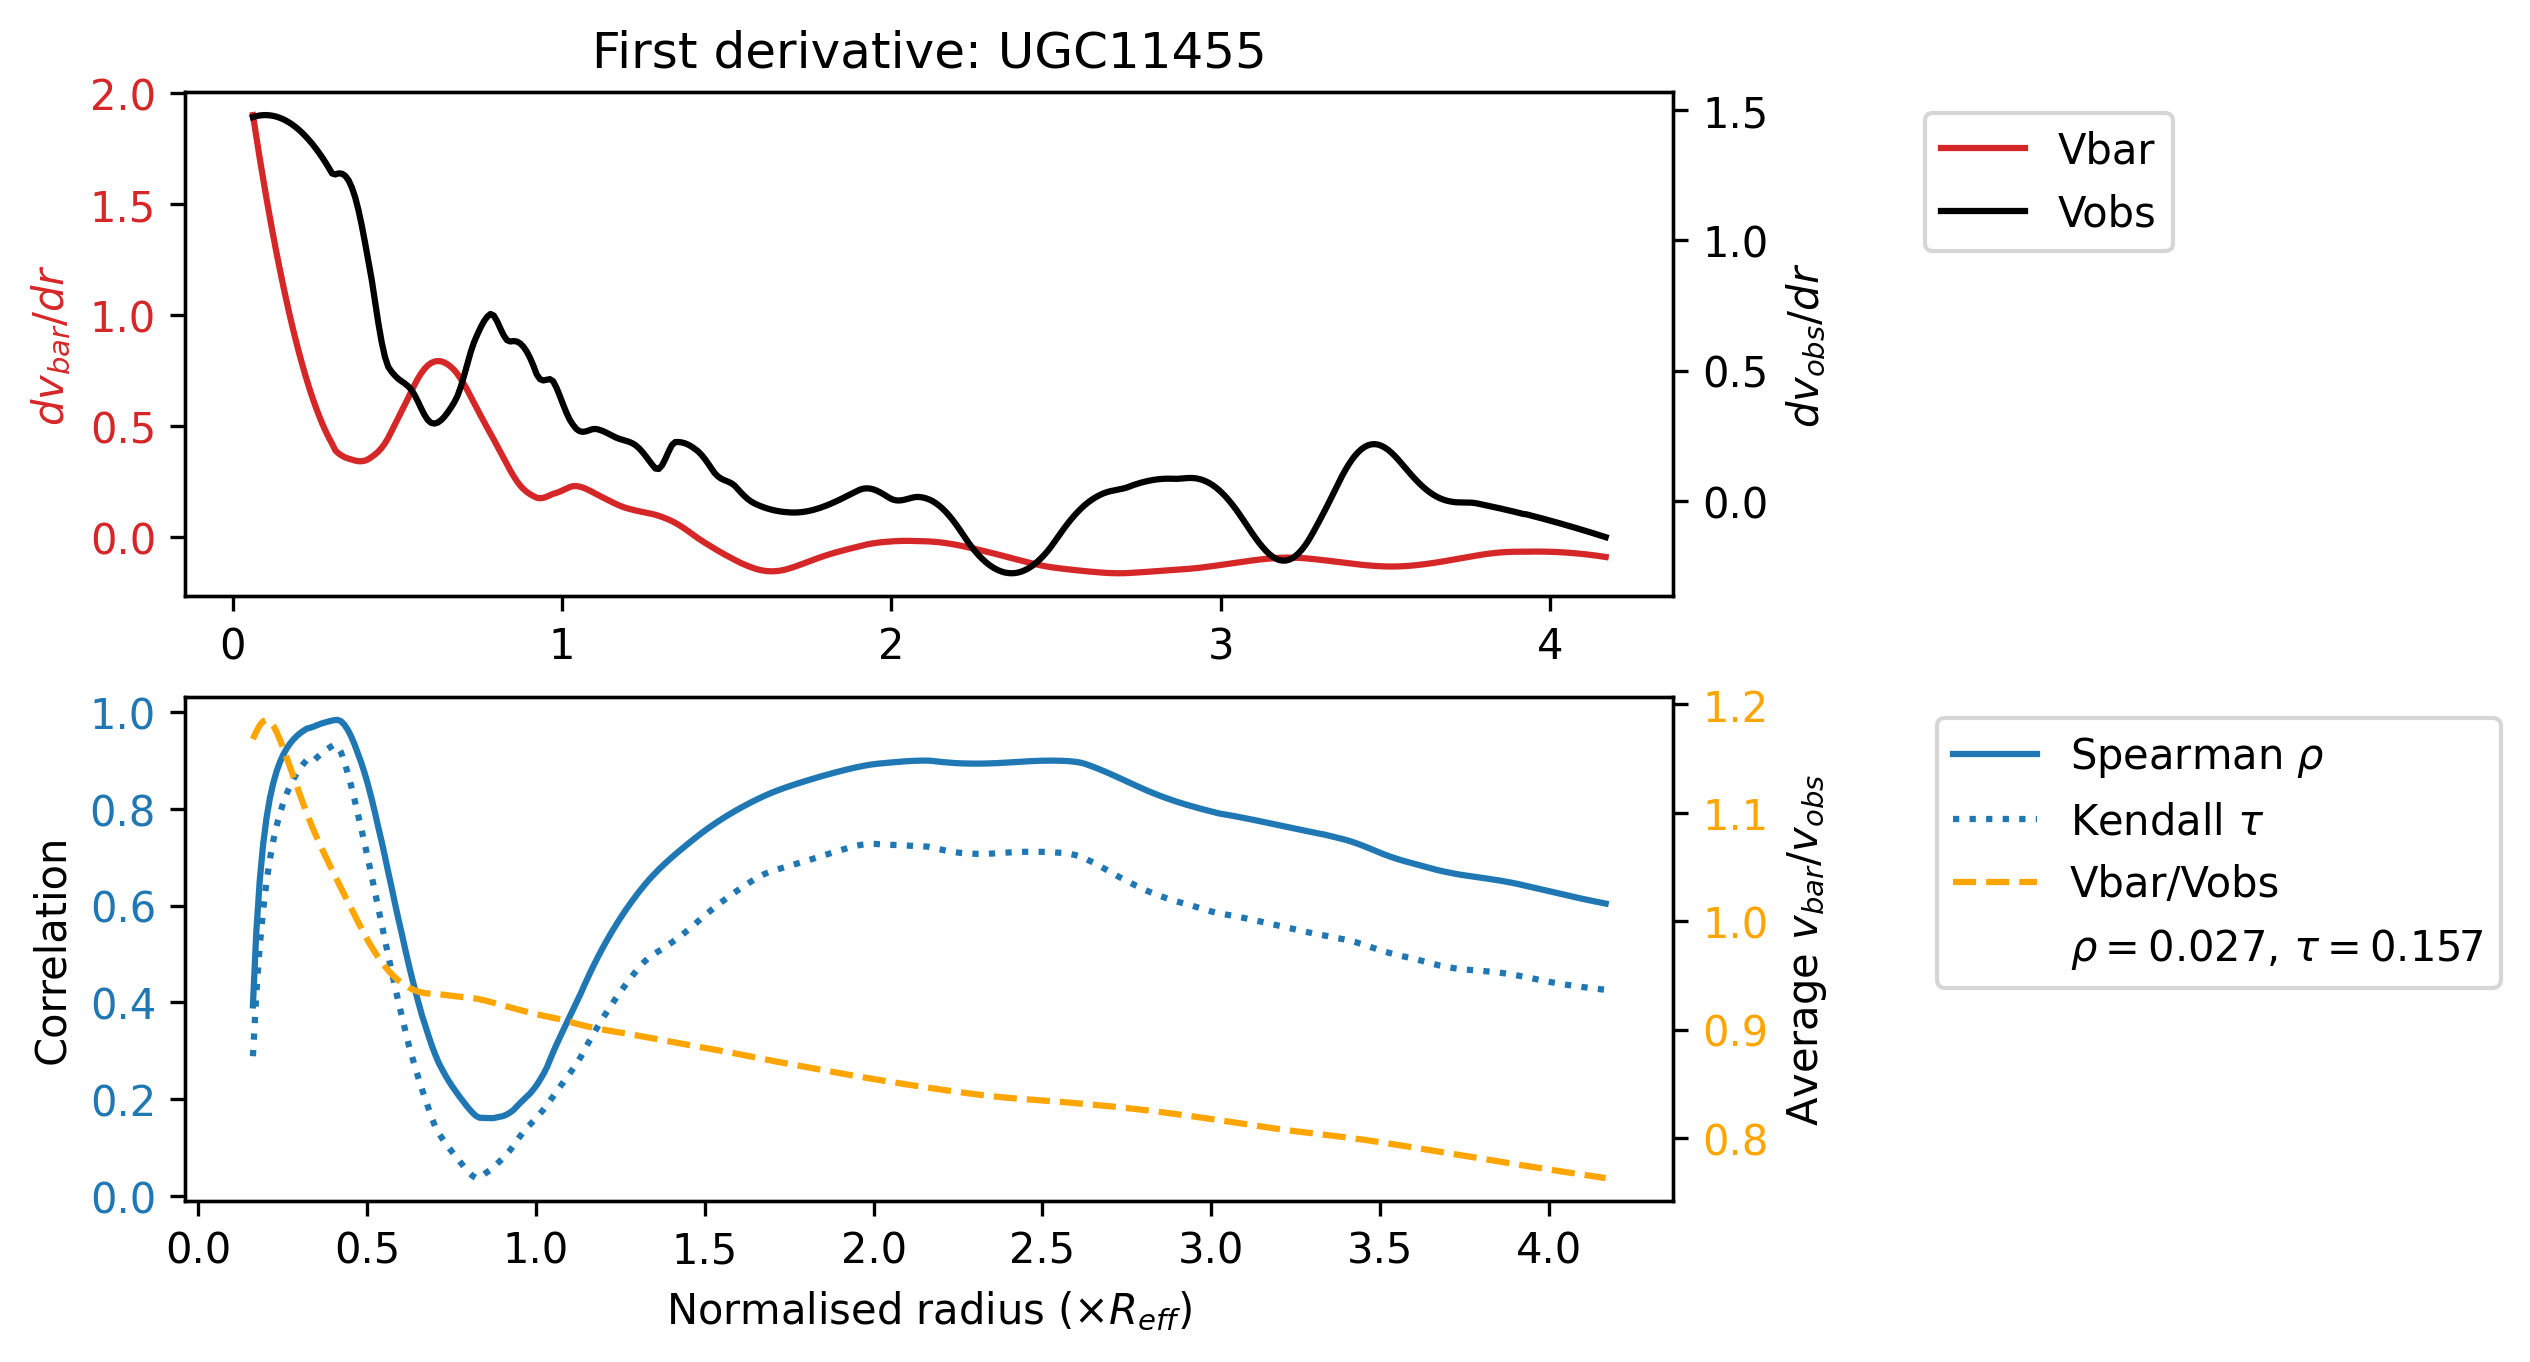 First derivative: UGC11455
2.0
1.5
1.0
0.5
0.0
dv_bar/dr
1.5
1.0
0.5
0.0
dv_obs/dr
Vbar
Vobs
0 1 2 3 4
1.0
0.8
0.6
0.4
0.2
0.0
Correlation
1.2
1.1
1.0
0.9
0.8
Average v_bar/v_obs
Spearman ρ
Kendall τ
Vbar/Vobs
ρ = 0.027, τ = 0.157
0.0 0.5 1.0 1.5 2.0 2.5 3.0 3.5 4.0
Normalised radius (×R_eff)